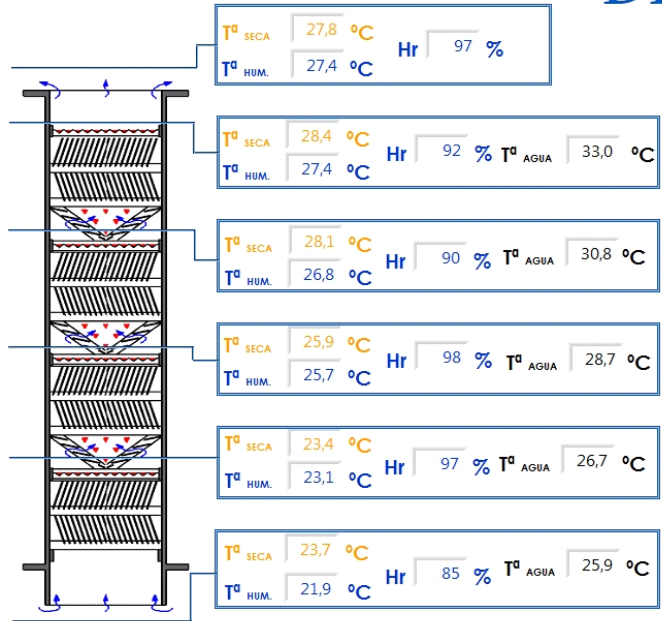 Tª SECA 27,8 ºC
Tª HUM. 27,4 ºC
Hr 97 %
Tª SECA 28,4 ºC
Tª HUM. 27,4 ºC
Hr 92 % Tª AGUA 33,0 ºC
Tª SECA 28,1 ºC
Tª HUM. 26,8 ºC
Hr 90 % Tª AGUA 30,8 ºC
Tª SECA 25,9 ºC
Tª HUM. 25,7 ºC
Hr 98 % Tª AGUA 28,7 ºC
Tª SECA 23,4 ºC
Tª HUM. 23,1 ºC
Hr 97 % Tª AGUA 26,7 ºC
Tª SECA 23,7 ºC
Tª HUM. 21,9 ºC
Hr 85 % Tª AGUA 25,9 ºC